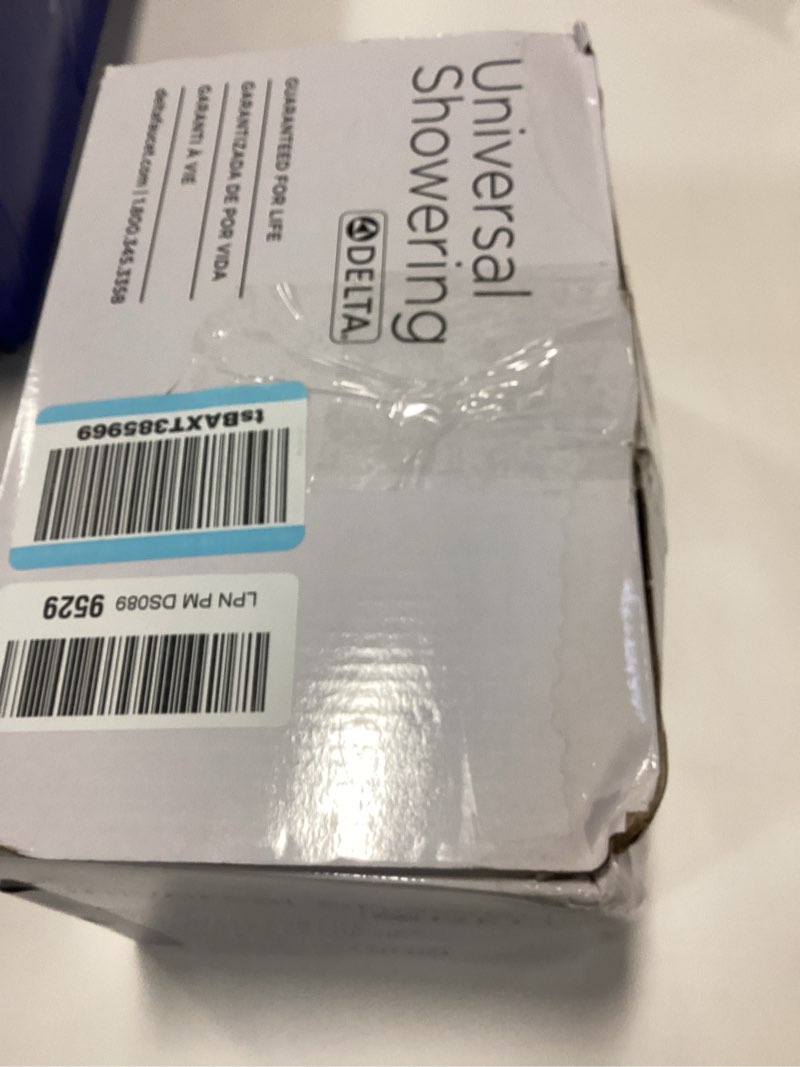 Universal
Showering
DELTA
GUARANTEED FOR LIFE
GARANTIZADA DE POR VIDA
GARANTI À VIE
deltafaucet.com | 1.800.345.3358
tsBAXT385969
LPN PM DS089 9529